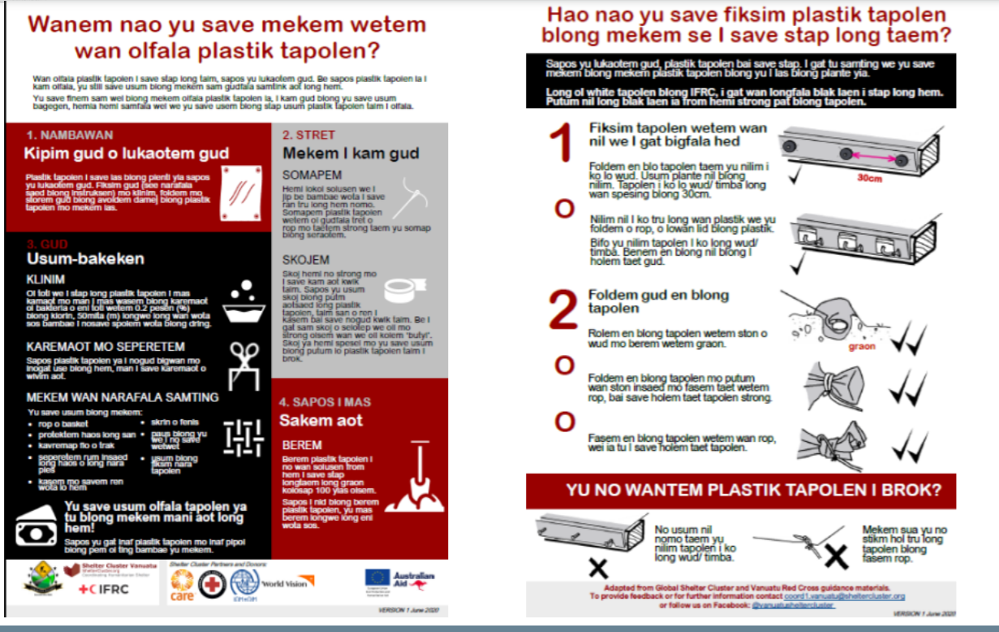 Wanem nao yu save mekem wetem
wan olfala plastik tapolen?
Wan olfala plastik tapolen I save stap long taim, sapos yu lukaotem gud. Be sapos plastik tapolen ia I
kam olfala, yu still save usum blong mekem sam gudfala samtink aot long hem.
Yu save finem sam wei blong mekem olfala plastik tapolen ia, I kam gud blong yu save usum
bagegen, hemia hemi samfala wei we yu save usem blong stap usum plastik tapolen taim I olfala.
1. NAMBAWAN
Kipim gud o lukaotem gud
Plastik tapolen I save las blong plenti yia sapos
yu lukaotem gud. Fiksim gud (see narafala
saed blong instruksen) mo klinim, foldem mo
storem gud blong avoidem damej blong plastik
tapolen mo mekem las.
2. STRET
Mekem I kam gud
SOMAPEM
Hemi lokol solusen we I
jip be bambae wota I save
ran tru long hem nomo.
Somapem plastik tapolen
wetem ol gudfala tret o
rop mo taetem strong taem yu somap
blong seraotem.
SKOJEM
Skoj hemi no strong mo
I save kam aot kwik
taim. Sapos yu usum
skoj blong putm
aotsaed long plastik
tapolen, taim san o ren I
kasem bai save nogud kwik taim. Be I
gat sam skoj o selotep we oli mo
strong olsem wan we oli kolem ‘butyl’.
Skoj ya hemi spesel mo yu save usum
blong putum lo plastik tapolen taim I
brok.
3. GUD
Usum-bakeken
KLINIM
Ol toti we I stap long plastik tapolen I mas
kamaot mo man I mas wasem blong karemaot
ol bakteria o eni toti wetem 0.2 pesen (%)
blong klorin, 50mita (m) longwe long wan wota
sos bambae I nosave spolem wota blong dring.
KAREMAOT MO SEPERETEM
Sapos plastik tapolen ya I nogud bigwan mo
inogat use blong hem, man I save karemaot o
wivim aot.
MEKEM WAN NARAFALA SAMTING
Yu save usum blong mekem:
• rop o basket
• protektem haos long san
• kavremap flo o trak
• seperetem rum insaed
long haos o long nara
ples
• kasem mo savem ren
wota lo hem
• skrin o fenis
• paus blong yu
we I no save
wetwet
• usum blong
fiksim nara
tapolen
Yu save usum olfala tapolen ya
tu blong mekem mani aot long
hem!
Sapos yu gat inaf plastik tapolen mo inaf pipol
blong pem ol ting bambae yu mekem.
4. SAPOS I MAS
Sakem aot
BEREM
Berem plastik tapolen I
no wan solusen from
hem I save stap
longtaem long graon
kolosap 100 yias olsem.
Sapos I nid blong berem
plastik tapolen, yu mas
berem longwe long eni
wota sos.
Shelter Cluster Vanuatu
ShelterCluster.org
Coordinating Humanitarian Shelter
IFRC
Shelter Cluster Partners and Donors:
care
IOM • OIM
World Vision
Australian
Aid
VERSION 1 June 2020
Hao nao yu save fiksim plastik tapolen
blong mekem se I save stap long taem?
Sapos yu lukaotem gud, plastik tapolen bai save stap. I gat tu samting we yu save
mekem blong mekem plastik tapolen blong yu I las blong plante yia.
Long ol white tapolen blong IFRC, i gat wan longfala blak laen i stap long hem.
Putum nil long blak laen ia from hemi strong pat blong tapolen.
1
Fiksim tapolen wetem wan
nil we I gat bigfala hed
Foldem en blo tapolen taem yu nilim i
ko lo wud. Usum plante nil blong
nilim. Tapolen i ko lo wud/ timba long
wan spesing blong 30cm.
30cm
O
Nilim nil I ko tru long wan plastik we yu
foldem o rop, o lowan lid blong plastik.
Bifo yu nilim tapolen I ko long wud/
timba. Benem en blong nil blong I
holem taet gud.
2
Foldem gud en blong
tapolen
Rolem en blong tapolen wetem ston o
wud mo berem wetem graon.
graon
O
Foldem en blong tapolen mo putum
wan ston insaed mo fasem taet wetem
rop, bai save holem taet tapolen strong.
O
Fasem en blong tapolen wetem wan rop,
wei ia tu I save holem taet tapolen.
YU NO WANTEM PLASTIK TAPOLEN I BROK?
No usum nil
nomo taem yu
nilim tapolen i ko
long wud/ timba.
Mekem sua yu no
stikm hol tru long
tapolen blong
fasem rop.
Adapted from Global Shelter Cluster and Vanuatu Red Cross guidance materials.
To provide feedback or for further information contact coord1.vanuatu@sheltercluster.org
or follow us on Facebook: @vanuatusheltercluster
VERSION 1 June 2020